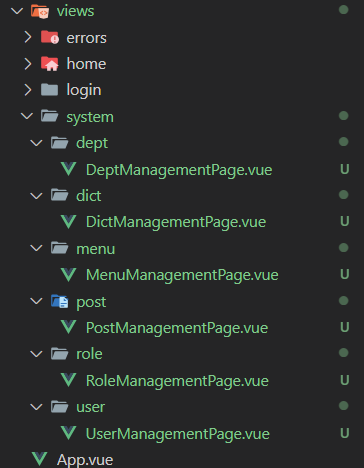 views
errors
home
login
system
dept
DeptManagementPage.vue U
dict
DictManagementPage.vue U
menu
MenuManagementPage.vue U
post
PostManagementPage.vue U
role
RoleManagementPage.vue U
user
UserManagementPage.vue U
App.vue